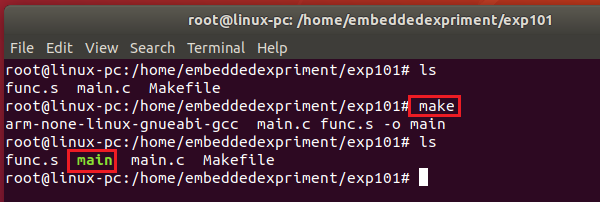 root@linux-pc: /home/embeddedexpriment/exp101
File Edit View Search Terminal Help
root@linux-pc:/home/embeddedexpriment/exp101# ls
func.s  main.c  Makefile
root@linux-pc:/home/embeddedexpriment/exp101# make
arm-none-linux-gnueabi-gcc  main.c func.s -o main
root@linux-pc:/home/embeddedexpriment/exp101# ls
func.s  main  main.c  Makefile
root@linux-pc:/home/embeddedexpriment/exp101#